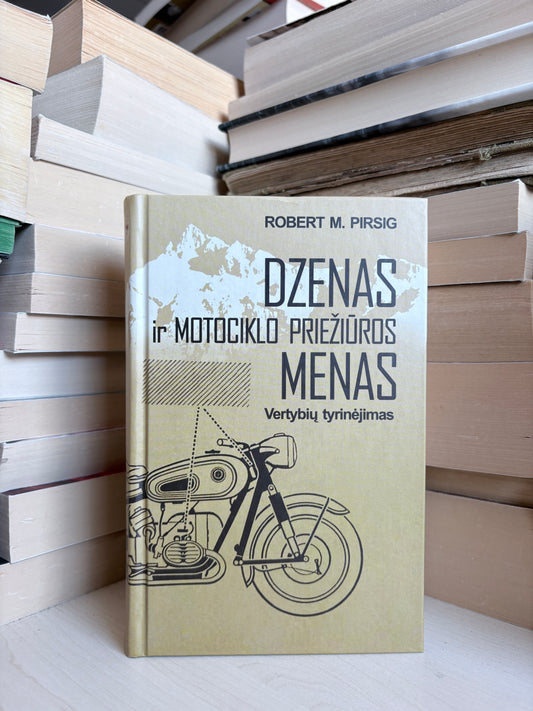 ROBERT M. PIRSIG
DZENAS
ir MOTOCIKLO PRIEŽIŪROS
MENAS
Vertybių tyrinėjimas